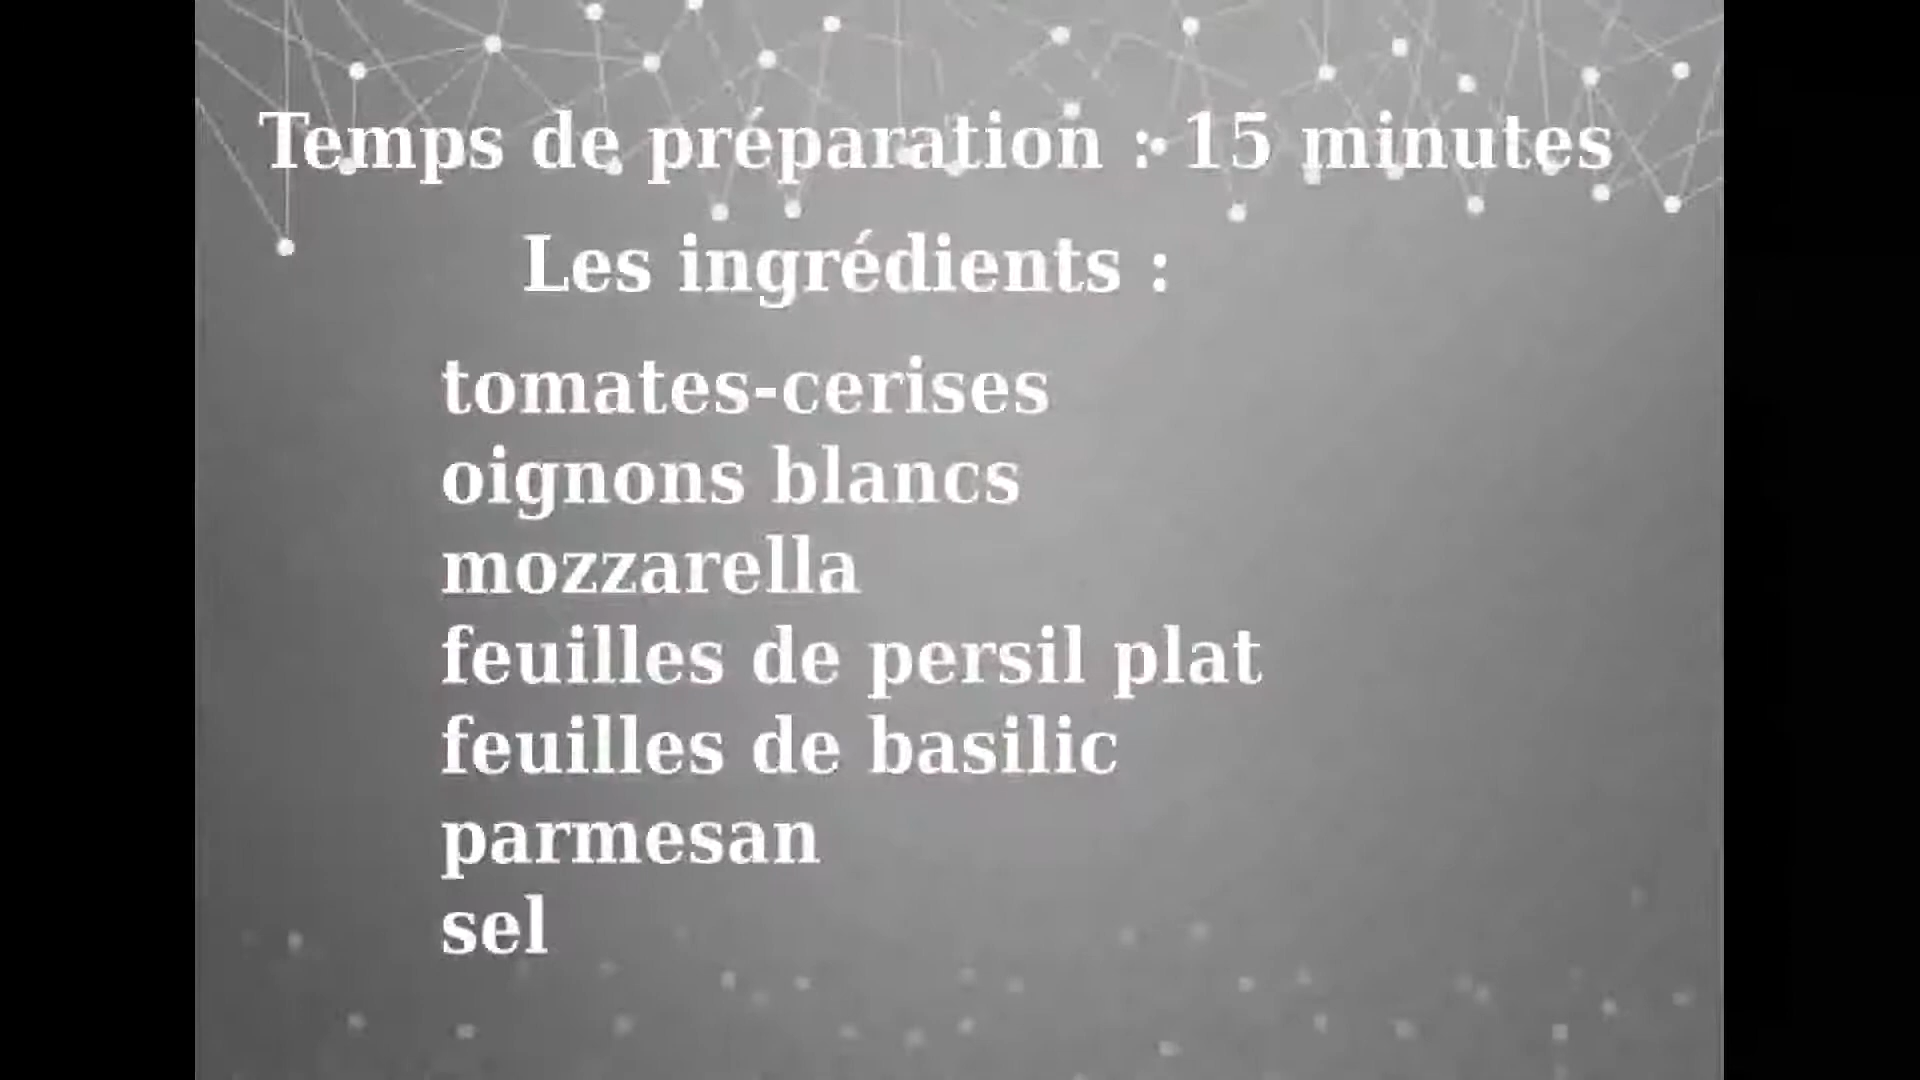 Temps de préparation : 15 minutes
Les ingrédients :
tomates-cerises
oignons blancs
mozzarella
feuilles de persil plat
feuilles de basilic
parmesan
sel